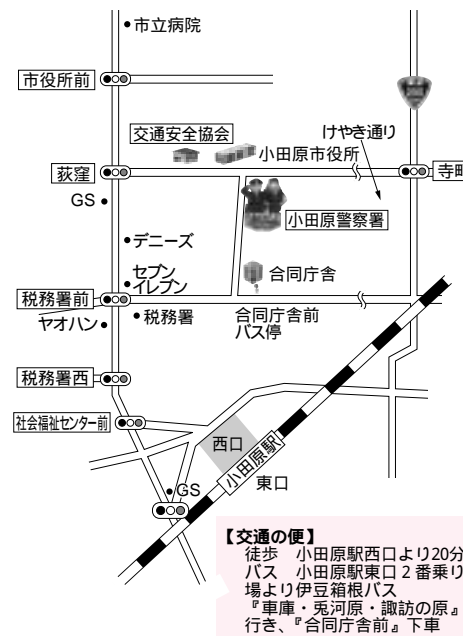 市立病院
市役所前
交通安全協会
けやき通り
小田原市役所
荻窪
寺町
GS
小田原警察署
デニーズ
セブン
イレブン
合同庁舎
税務署前
ヤオハン
税務署
合同庁舎前
バス停
税務署西
社会福祉センター前
西口
小田原駅
東口
GS
【交通の便】
徒歩 小田原駅西口より20分
バス 小田原駅東口2番乗り
場より伊豆箱根バス
『車庫・兎河原・諏訪の原』
行き、『合同庁舎前』下車